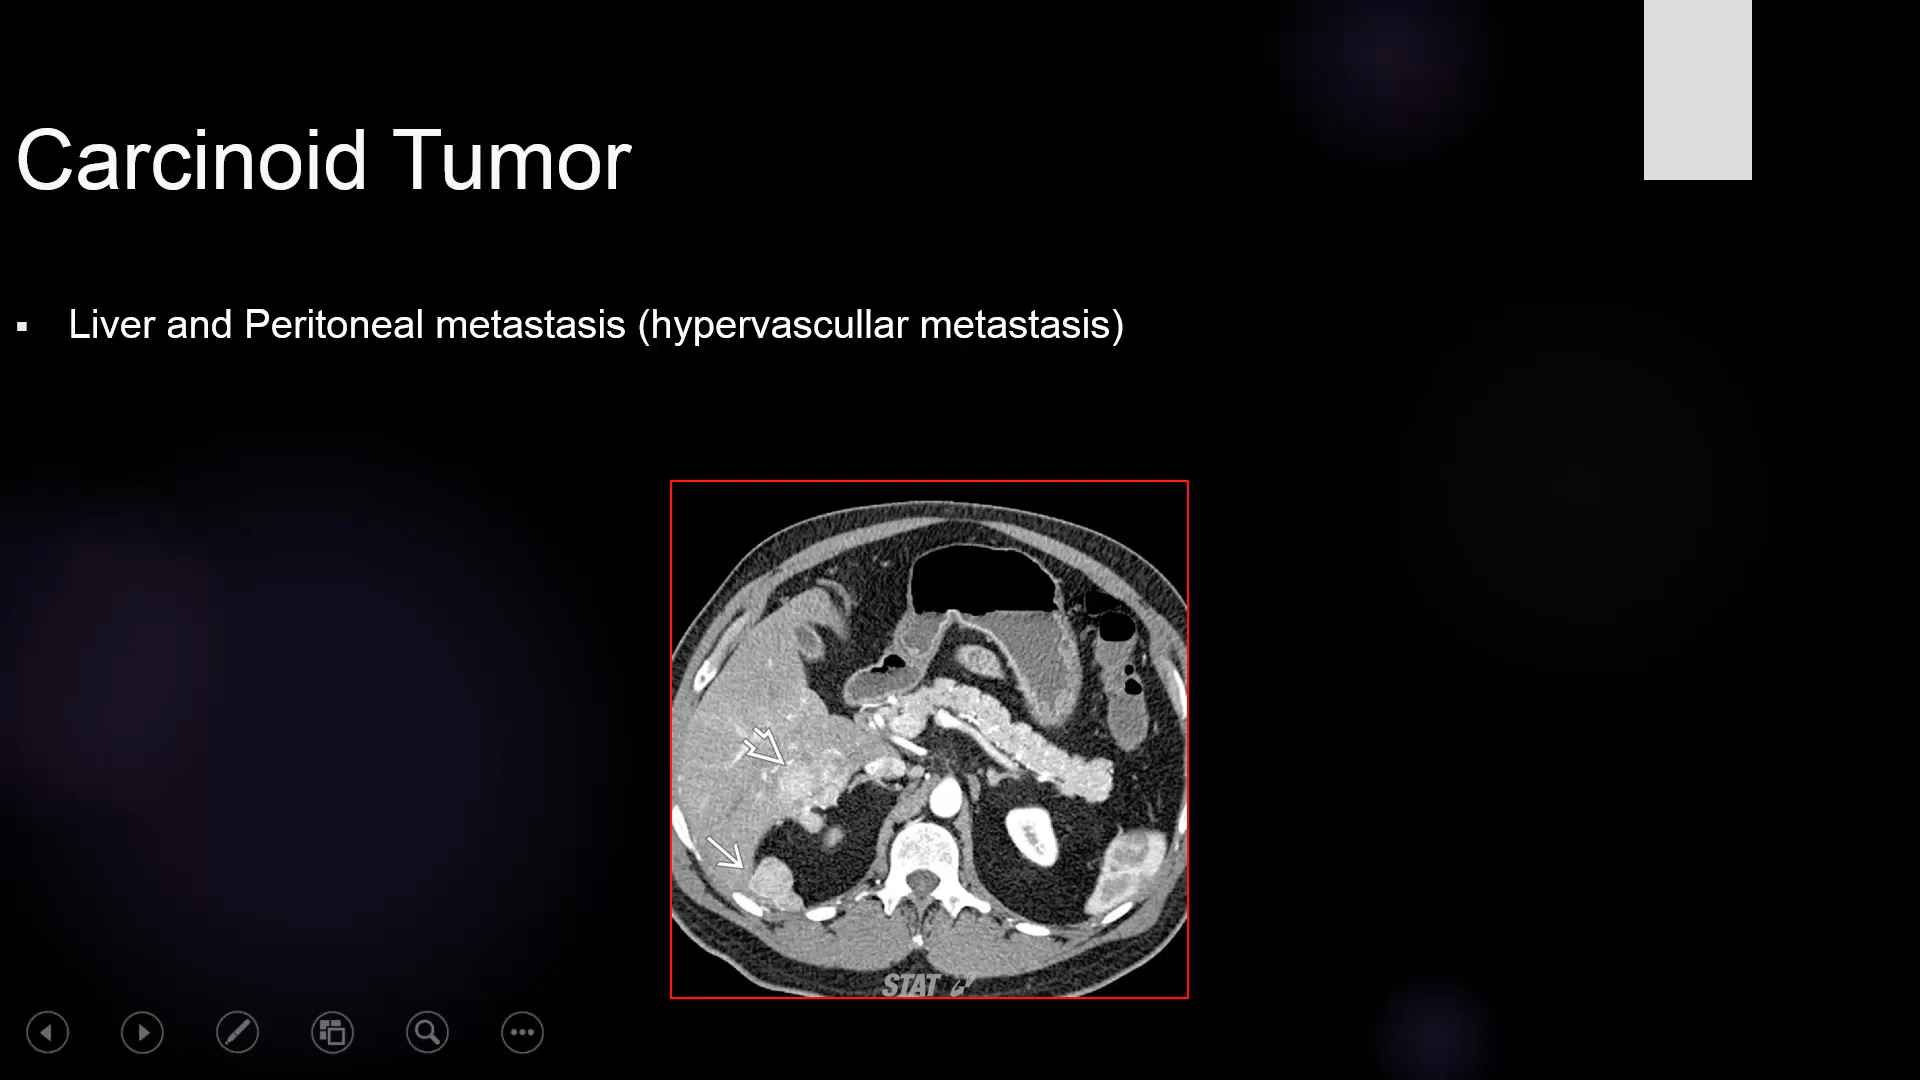 Carcinoid Tumor
▪ Liver and Peritoneal metastasis (hypervascullar metastasis)
STAT